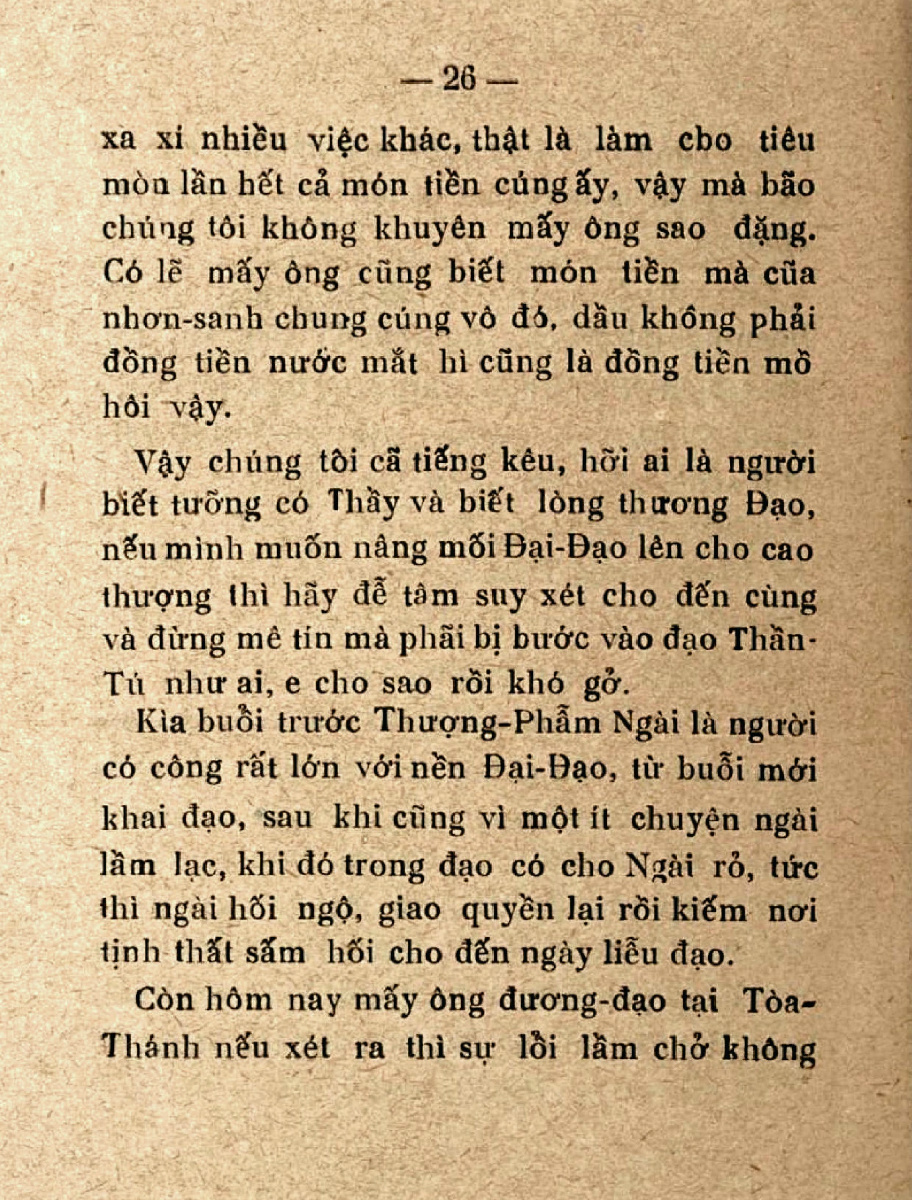 — 26 —
xa xỉ nhiều việc khác, thật là làm cho tiêu
mòn lần hết cả món tiền cúng ấy, vậy mà bão
chúng tôi không khuyên mấy ông sao đặng.
Có lẽ mấy ông cũng biết món tiền mà cũa
nhơn-sanh chung cúng vô đó, dầu không phải
đồng tiền nước mắt hì cũng là đồng tiền mồ
hôi vậy.
Vậy chúng tôi cã tiếng kêu, hỡi ai là người
biết tưỡng có Thầy và biết lòng thương Đạo,
nếu mình muốn nâng mối Đại-Đạo lên cho cao
thượng thì hãy đễ tâm suy xét cho đến cùng
và đừng mê tín mà phãi bị bước vào đạo Thần-
Tú như ai, e cho sao rồi khó gở.
Kìa buổi trước Thượng-Phẫm Ngài là người
có công rất lớn với nền Đại-Đạo, từ buỗi mới
khai đạo, sau khi cũng vì một ít chuyện ngài
lầm lạc, khi đó trong đạo có cho Ngài rỏ, tức
thì ngài hối ngộ, giao quyền lại rồi kiếm nơi
tịnh thất sấm hối cho đến ngày liễu đạo.
Còn hôm nay mấy ông đương-đạo tại Tòa-
Thánh nếu xét ra thì sự lồi lầm chở không